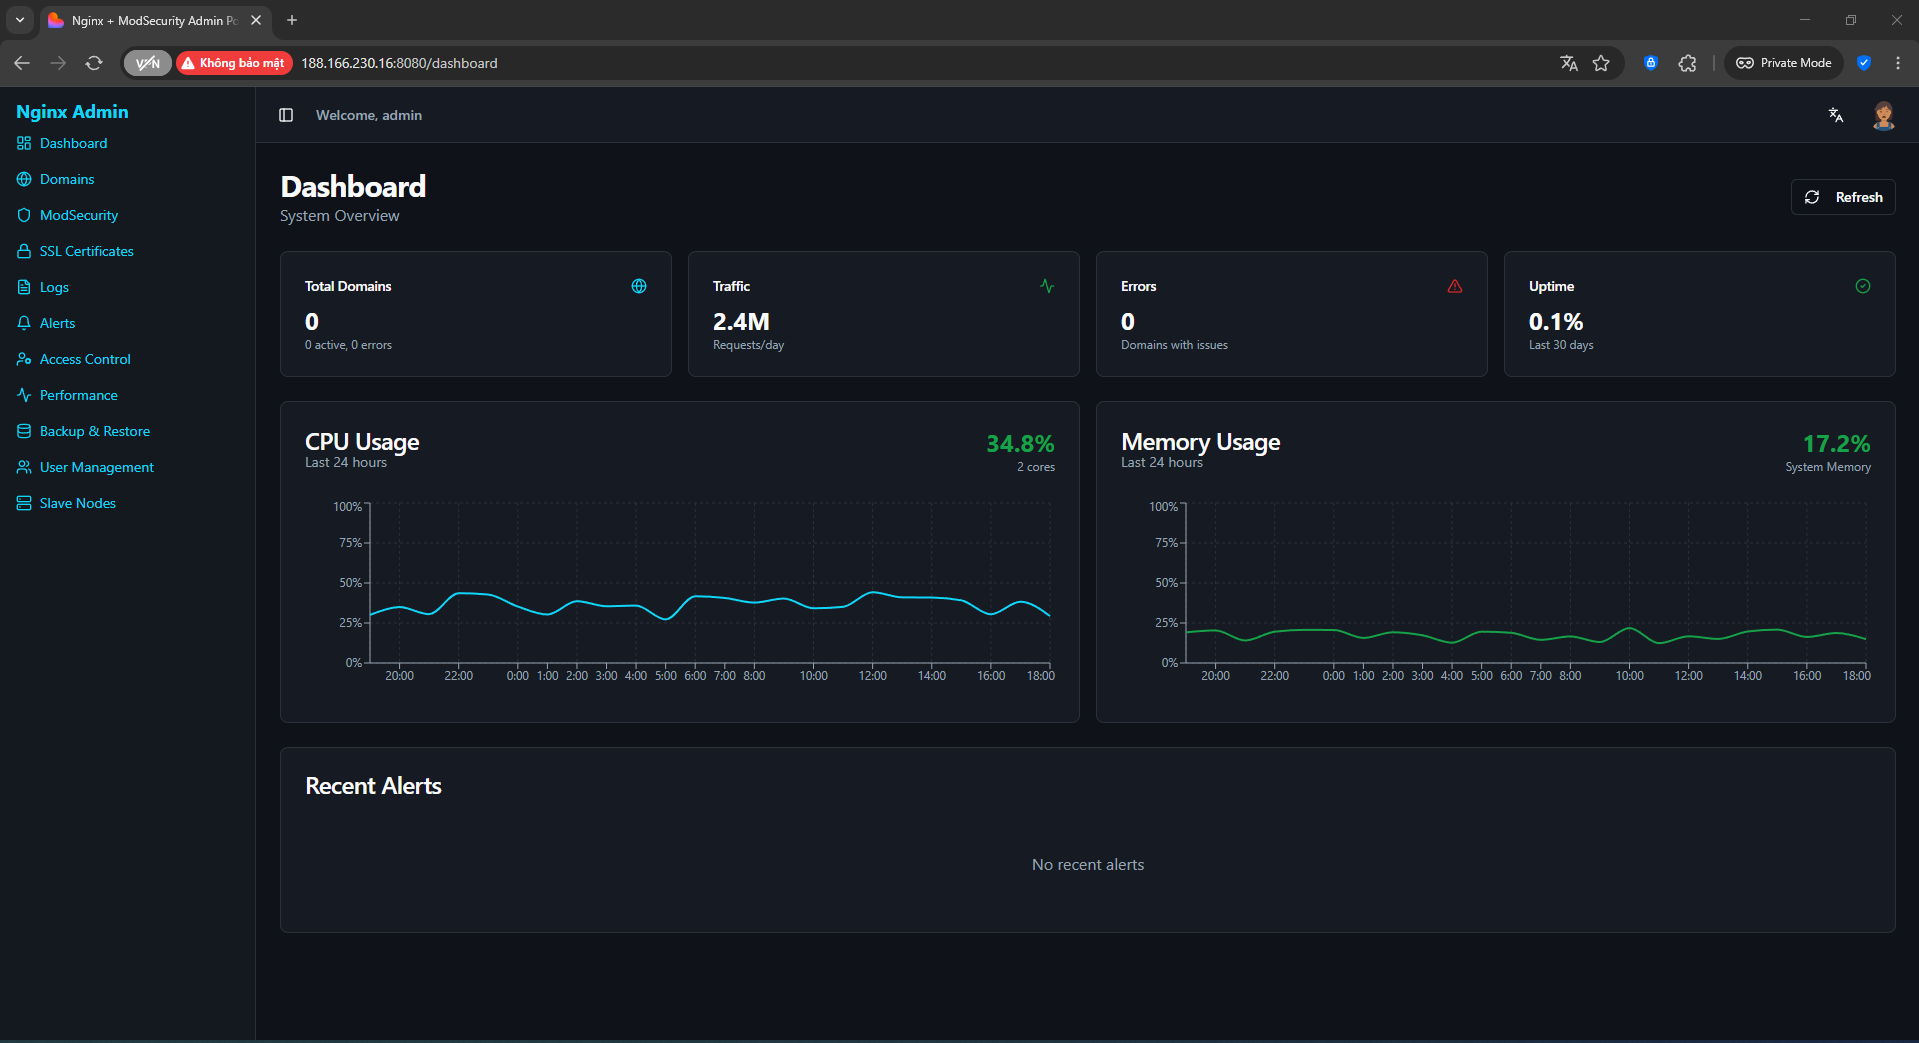 Nginx + ModSecurity Admin Po
VPN
Không bảo mật
188.166.230.16:8080/dashboard
Private Mode
Nginx Admin
Dashboard
Domains
ModSecurity
SSL Certificates
Logs
Alerts
Access Control
Performance
Backup & Restore
User Management
Slave Nodes
Welcome, admin
Dashboard
System Overview
Refresh
Total Domains
0
0 active, 0 errors
Traffic
2.4M
Requests/day
Errors
0
Domains with issues
Uptime
0.1%
Last 30 days
CPU Usage
Last 24 hours
34.8%
2 cores
100%
75%
50%
25%
0%
20:00 22:00 0:00 1:00 2:00 3:00 4:00 5:00 6:00 7:00 8:00 10:00 12:00 14:00 16:00 18:00
Memory Usage
Last 24 hours
17.2%
System Memory
100%
75%
50%
25%
0%
20:00 22:00 0:00 1:00 2:00 3:00 4:00 5:00 6:00 7:00 8:00 10:00 12:00 14:00 16:00 18:00
Recent Alerts
No recent alerts